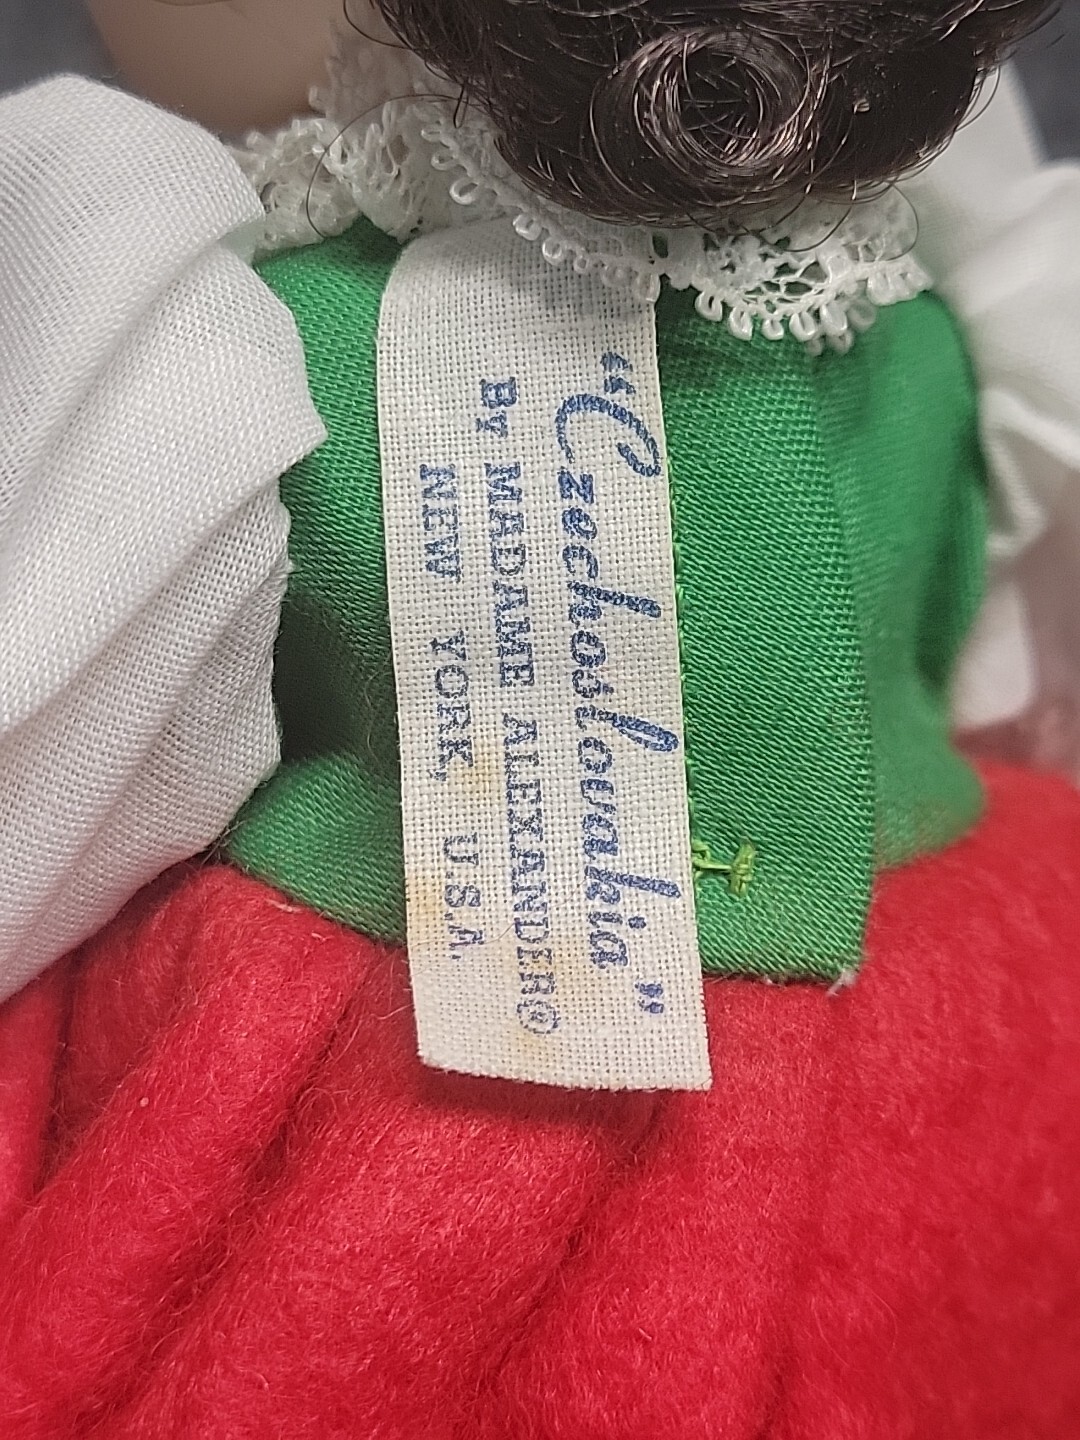 "Czechoslovakia"
By MADAME ALEXANDER®
NEW YORK, U.S.A.